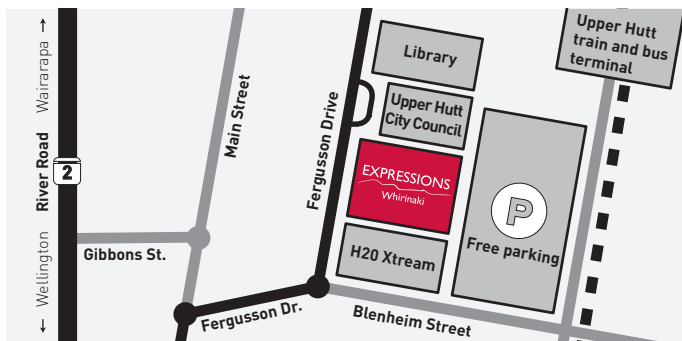 ← Wellington River Road Wairarapa →
2
Gibbons St.
Main Street
Fergusson Drive
Fergusson Dr.
Blenheim Street
Library
Upper Hutt
City Council
EXPRESSIONS
Whirinaki
H20 Xtream
P
Free parking
Upper Hutt
train and bus
terminal